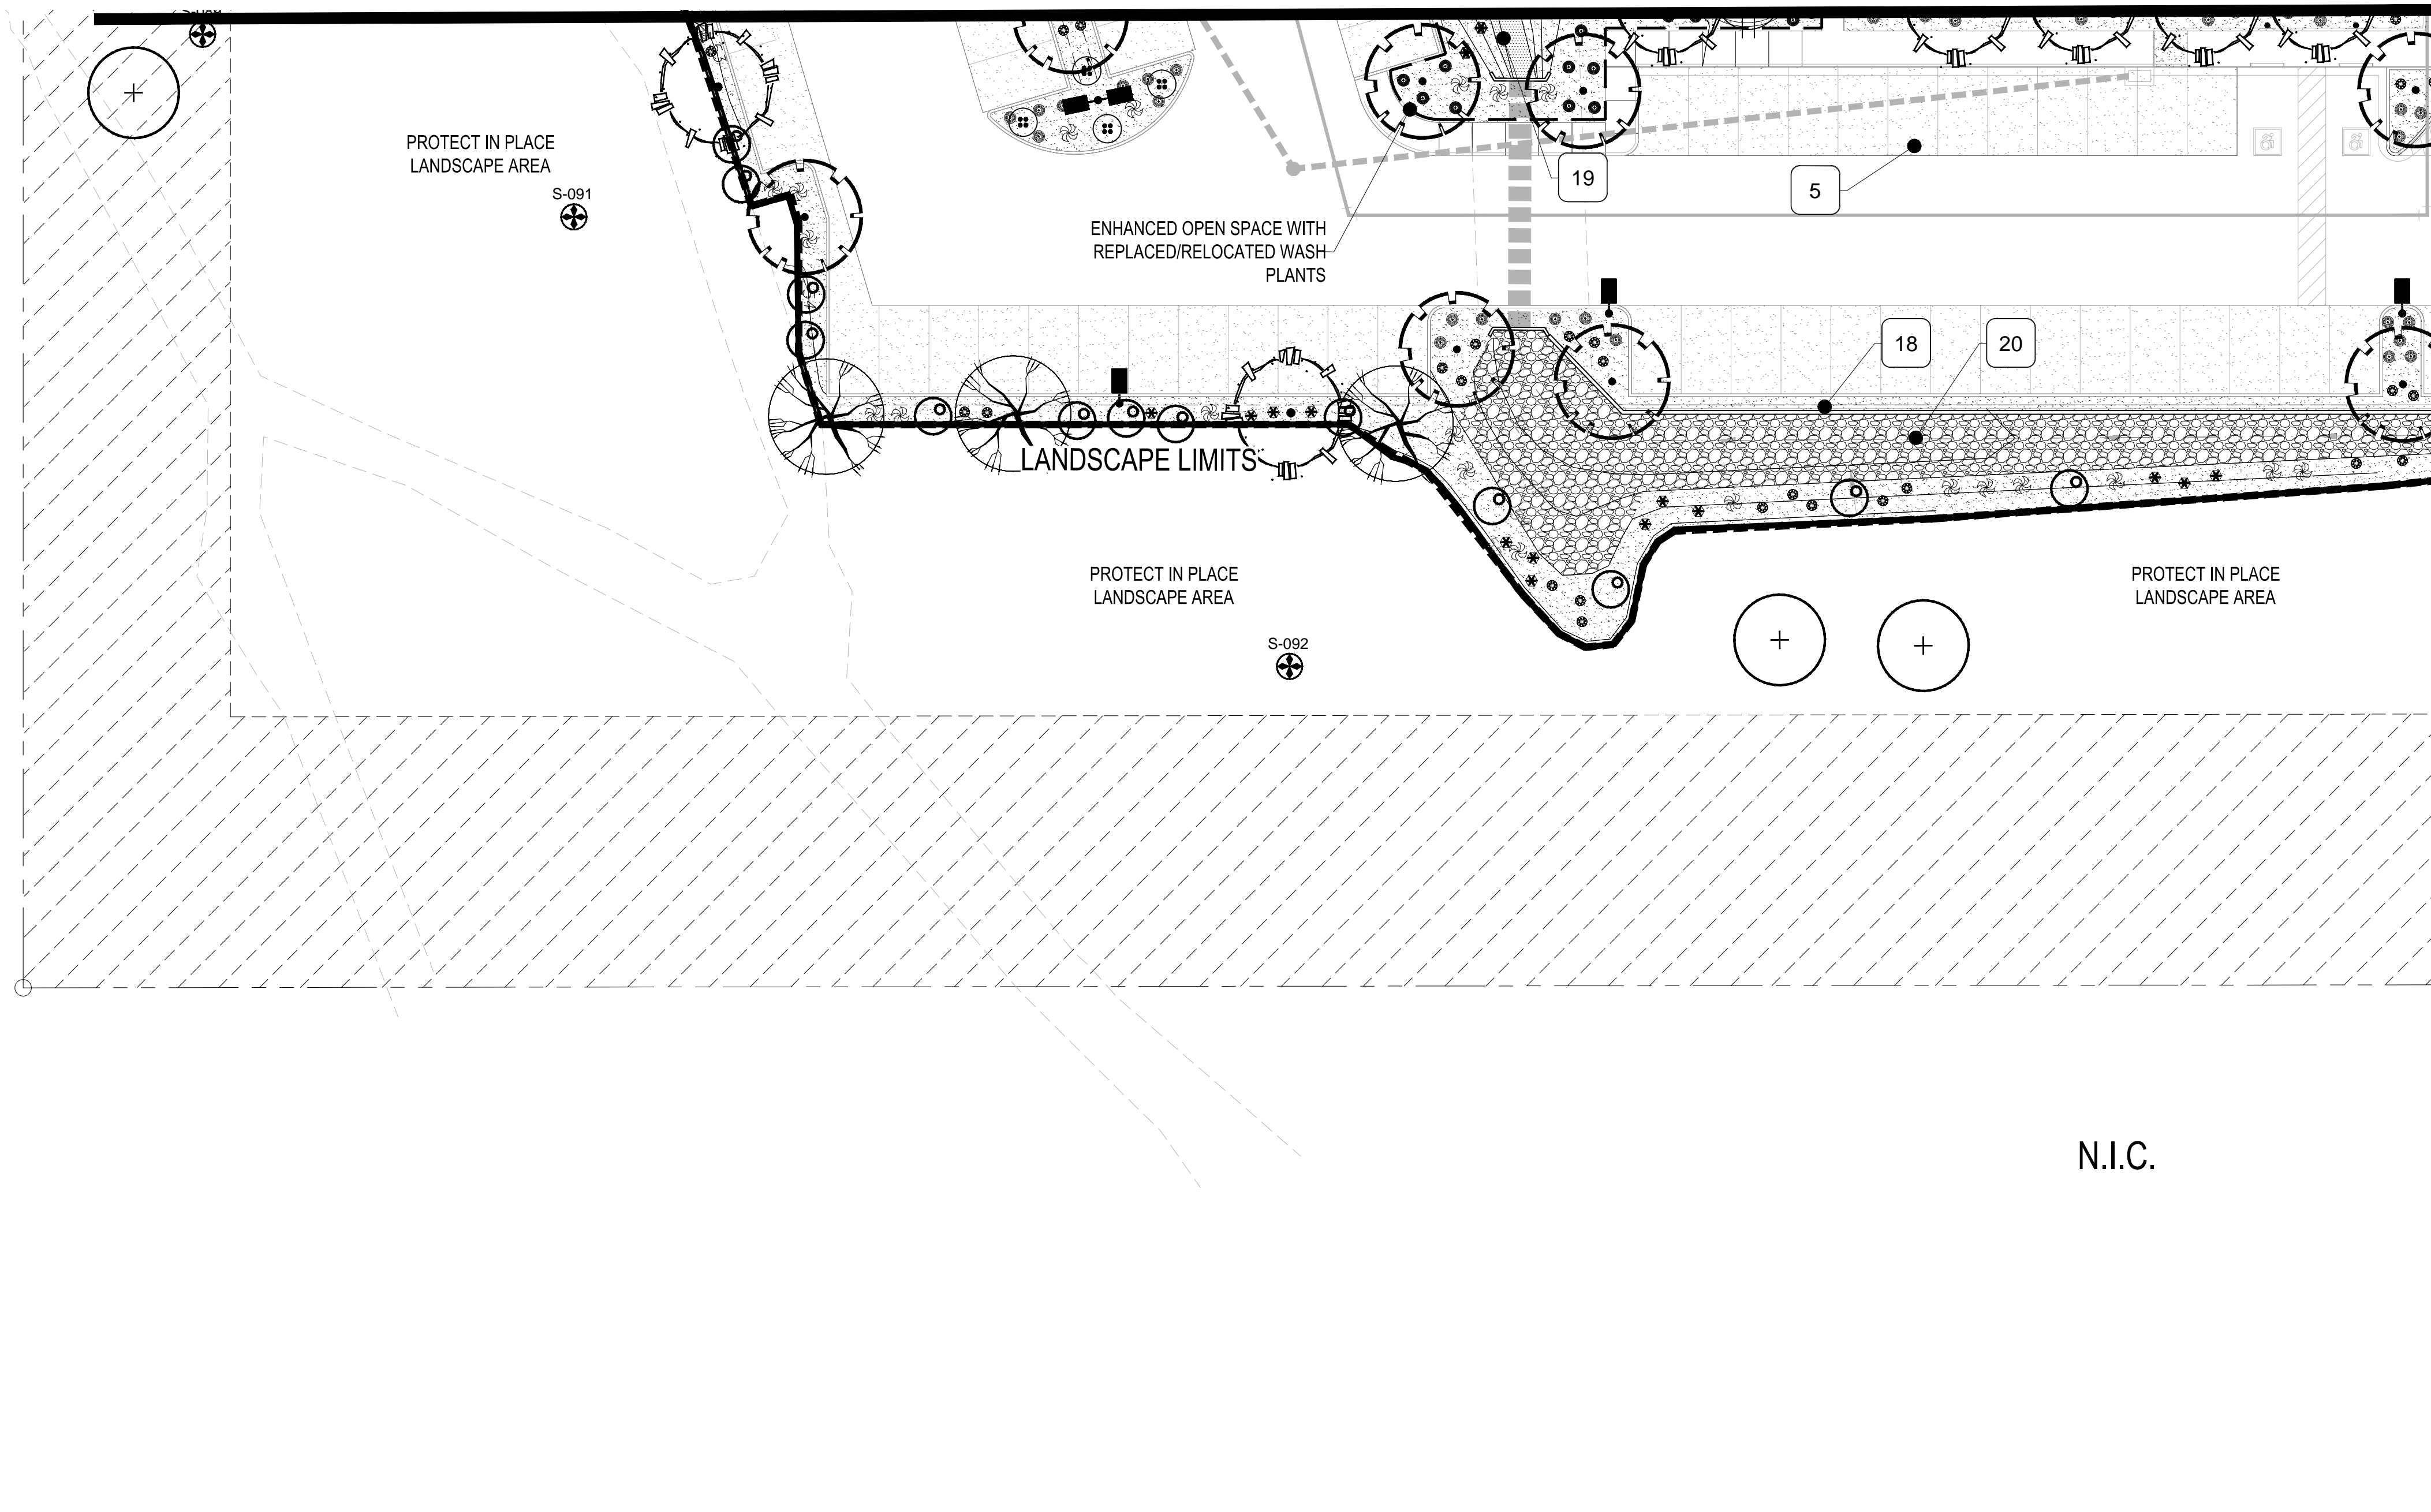 PROTECT IN PLACE
LANDSCAPE AREA
S-091
19
5
ENHANCED OPEN SPACE WITH
REPLACED/RELOCATED WASH
PLANTS
18
20
LANDSCAPE LIMITS
PROTECT IN PLACE
LANDSCAPE AREA
PROTECT IN PLACE
LANDSCAPE AREA
S-092
N.I.C.